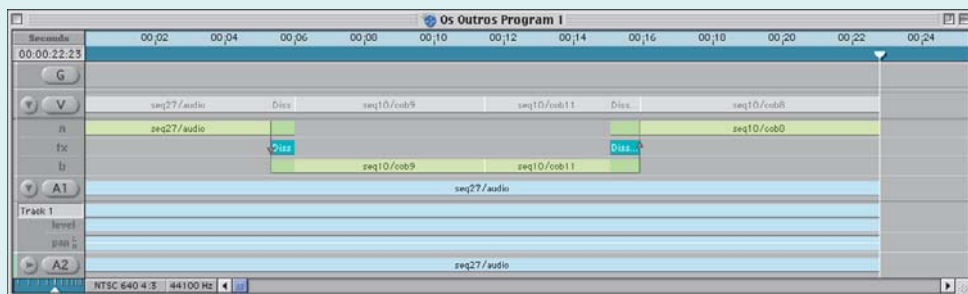 Os Outros Program 1
Seconds 00;02 00;04 00;06 00;08 00;10 00;12 00;14 00;16 00;18 00;20 00;22 00;24
00:00:22:23
G
V seq27/audio Diss seq10/cob9 seq10/cob11 Diss... seq10/cob8
a seq27/audio seq10/cob8
fx Diss Diss...
b seq10/cob9 seq10/cob11
A1 seq27/audio
Track 1
level
pan L R
A2 seq27/audio
NTSC 640 4:3 44100 Hz